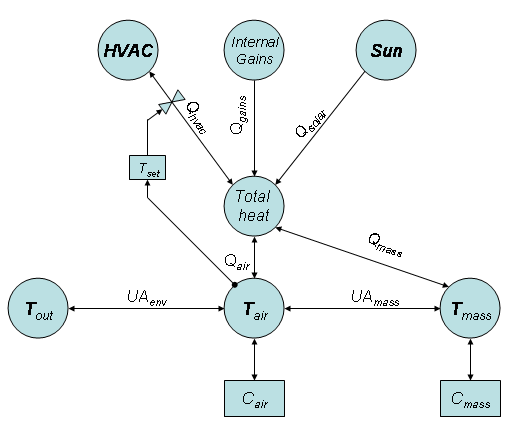 HVAC
Internal
Gains
Sun
Qhvac
Qgains
Qsolar
Tset
Total
heat
Qmass
Qair
Tout
UAenv
Tair
UAmass
Tmass
Cair
Cmass